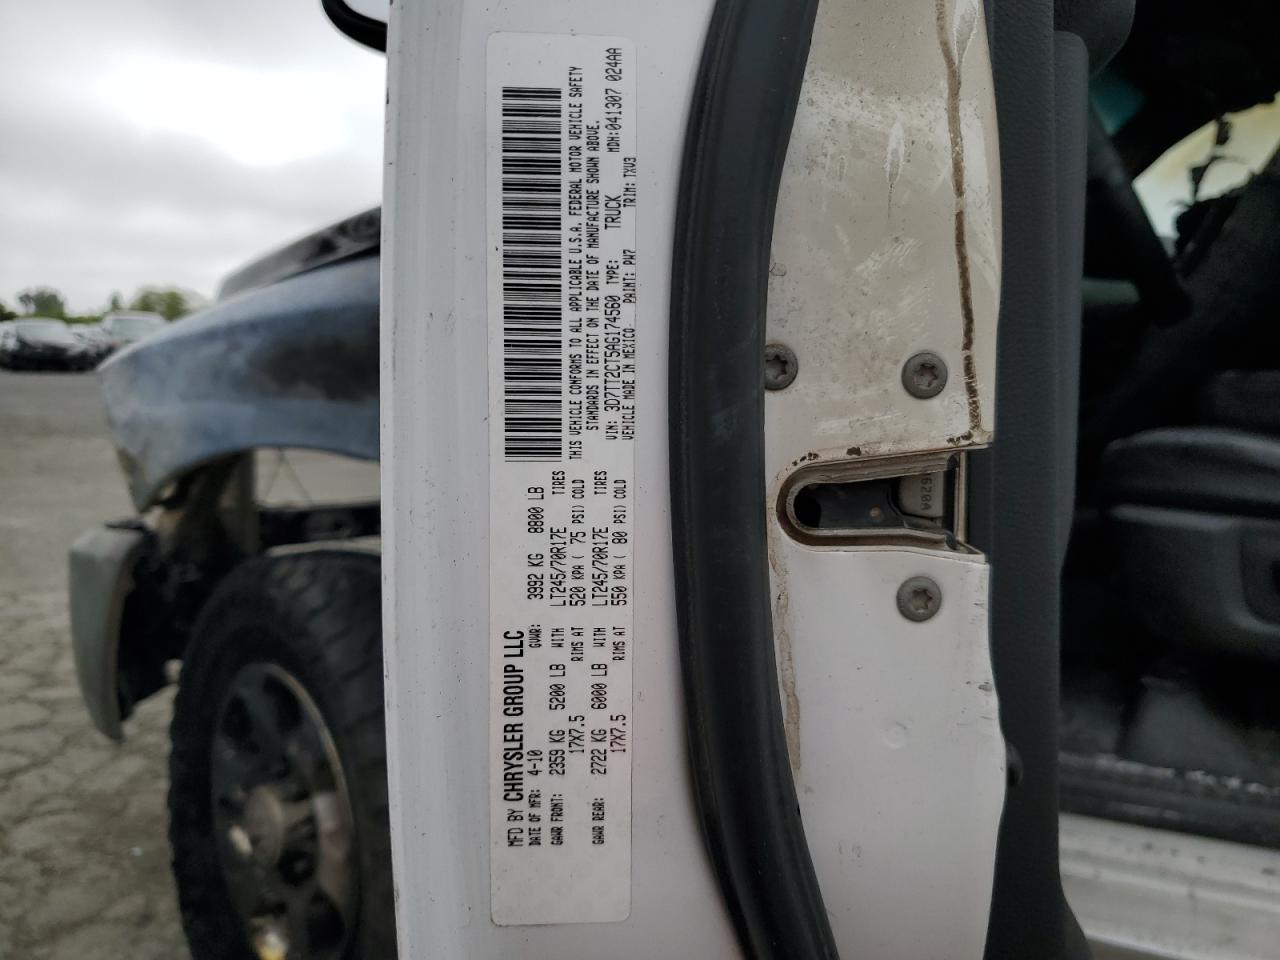 MFD BY CHRYSLER GROUP LLC
DATE OF MFR: 4-10 GVWR: 3992 KG 8800 LB
GAWR FRONT: 2359 KG 5200 LB WITH LT245/70R17E TIRES
17X7.5 RIMS AT 520 KPA ( 75 PSI) COLD
GAWR REAR: 2722 KG 6000 LB WITH LT245/70R17E TIRES
17X7.5 RIMS AT 550 KPA ( 80 PSI) COLD
THIS VEHICLE CONFORMS TO ALL APPLICABLE U.S.A. FEDERAL MOTOR VEHICLE SAFETY
STANDARDS IN EFFECT ON THE DATE OF MANUFACTURE SHOWN ABOVE.
VIN: 3D7TT2CT5AG174560 TYPE: TRUCK MDH:041307 024AA
VEHICLE MADE IN MEXICO PAINT: PW7 TRIM: TXV3